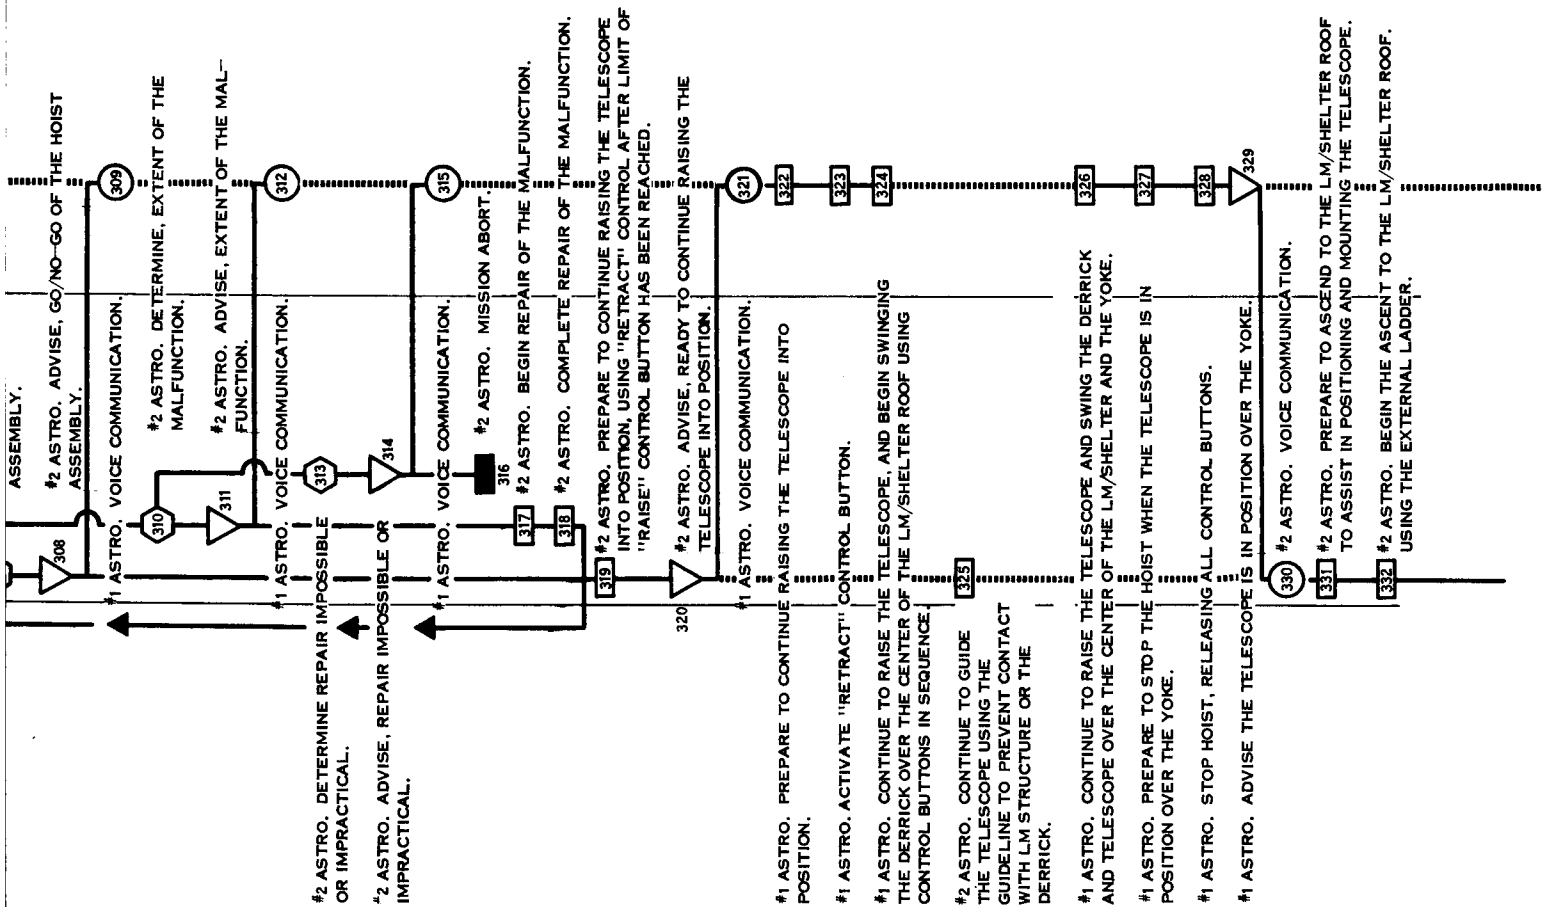 ASSEMBLY.
308
#2 ASTRO. ADVISE, GO/NO-GO OF THE HOIST
ASSEMBLY.
309
#1 ASTRO. VOICE COMMUNICATION.
310
#2 ASTRO. DETERMINE, EXTENT OF THE
MALFUNCTION.
311
#2 ASTRO. ADVISE, EXTENT OF THE MAL-
FUNCTION.
312
#1 ASTRO. VOICE COMMUNICATION.
313
#2 ASTRO. DETERMINE REPAIR IMPOSSIBLE
OR IMPRACTICAL.
314
#2 ASTRO. ADVISE, REPAIR IMPOSSIBLE OR
IMPRACTICAL.
315
#1 ASTRO. VOICE COMMUNICATION.
316
#2 ASTRO. MISSION ABORT.
317
#2 ASTRO. BEGIN REPAIR OF THE MALFUNCTION.
318
#2 ASTRO. COMPLETE REPAIR OF THE MALFUNCTION.
319
#2 ASTRO. PREPARE TO CONTINUE RAISING THE TELESCOPE
INTO POSITION, USING "RETRACT" CONTROL AFTER LIMIT OF
"RAISE" CONTROL BUTTON HAS BEEN REACHED.
320
#2 ASTRO. ADVISE, READY TO CONTINUE RAISING THE
TELESCOPE INTO POSITION.
321
#1 ASTRO. VOICE COMMUNICATION.
322
#1 ASTRO. PREPARE TO CONTINUE RAISING THE TELESCOPE INTO
POSITION.
323
#1 ASTRO. ACTIVATE "RETRACT" CONTROL BUTTON.
324
#1 ASTRO. CONTINUE TO RAISE THE TELESCOPE, AND BEGIN SWINGING
THE DERRICK OVER THE CENTER OF THE LM/SHELTER ROOF USING
CONTROL BUTTONS IN SEQUENCE.
325
#2 ASTRO. CONTINUE TO GUIDE
THE TELESCOPE USING THE
GUIDELINE TO PREVENT CONTACT
WITH LM STRUCTURE OR THE
DERRICK.
326
#1 ASTRO. CONTINUE TO RAISE THE TELESCOPE AND SWING THE DERRICK
AND TELESCOPE OVER THE CENTER OF THE LM/SHELTER AND THE YOKE.
327
#1 ASTRO. PREPARE TO STOP THE HOIST WHEN THE TELESCOPE IS IN
POSITION OVER THE YOKE.
328
#1 ASTRO. STOP HOIST, RELEASING ALL CONTROL BUTTONS.
329
#1 ASTRO. ADVISE THE TELESCOPE IS IN POSITION OVER THE YOKE.
330
#2 ASTRO. VOICE COMMUNICATION.
331
#2 ASTRO. PREPARE TO ASCEND TO THE LM/SHELTER ROOF
TO ASSIST IN POSITIONING AND MOUNTING THE TELESCOPE.
332
#2 ASTRO. BEGIN THE ASCENT TO THE LM/SHELTER ROOF.
USING THE EXTERNAL LADDER.